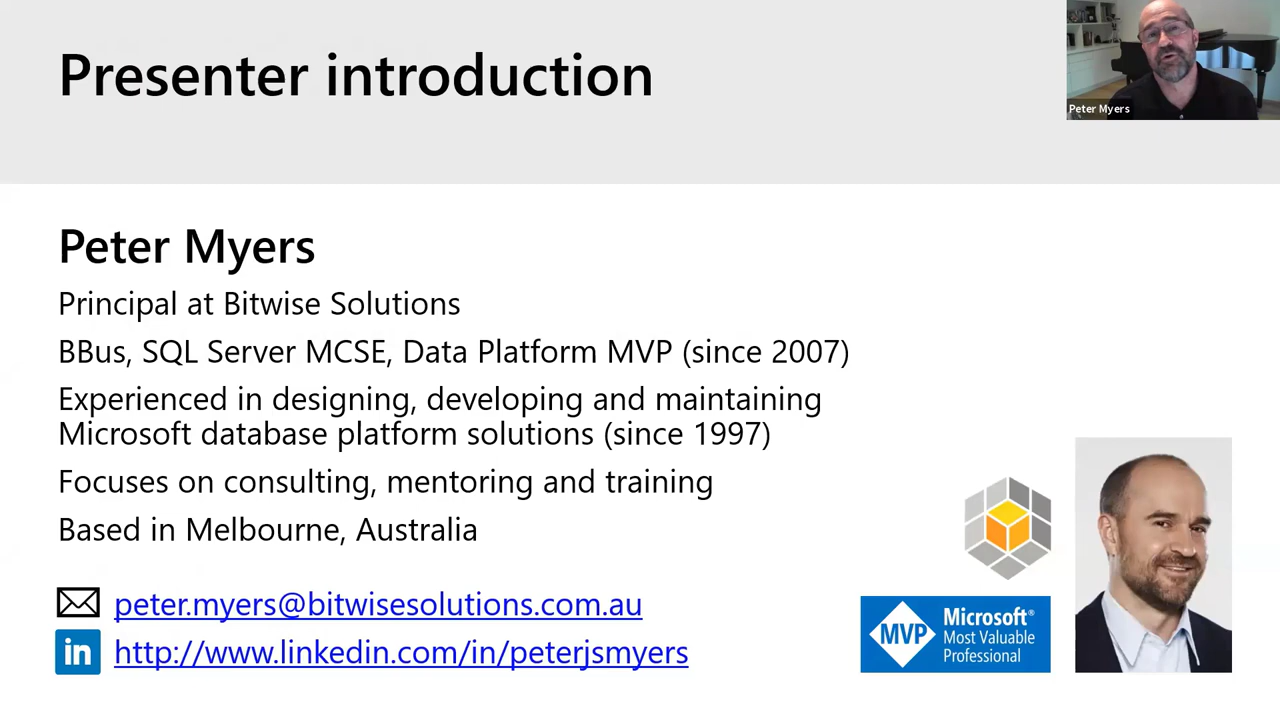 Presenter introduction
Peter Myers
Peter Myers
Principal at Bitwise Solutions
BBus, SQL Server MCSE, Data Platform MVP (since 2007)
Experienced in designing, developing and maintaining
Microsoft database platform solutions (since 1997)
Focuses on consulting, mentoring and training
Based in Melbourne, Australia
peter.myers@bitwisesolutions.com.au
in http://www.linkedin.com/in/peterjsmyers
MVP
Microsoft®
Most Valuable
Professional